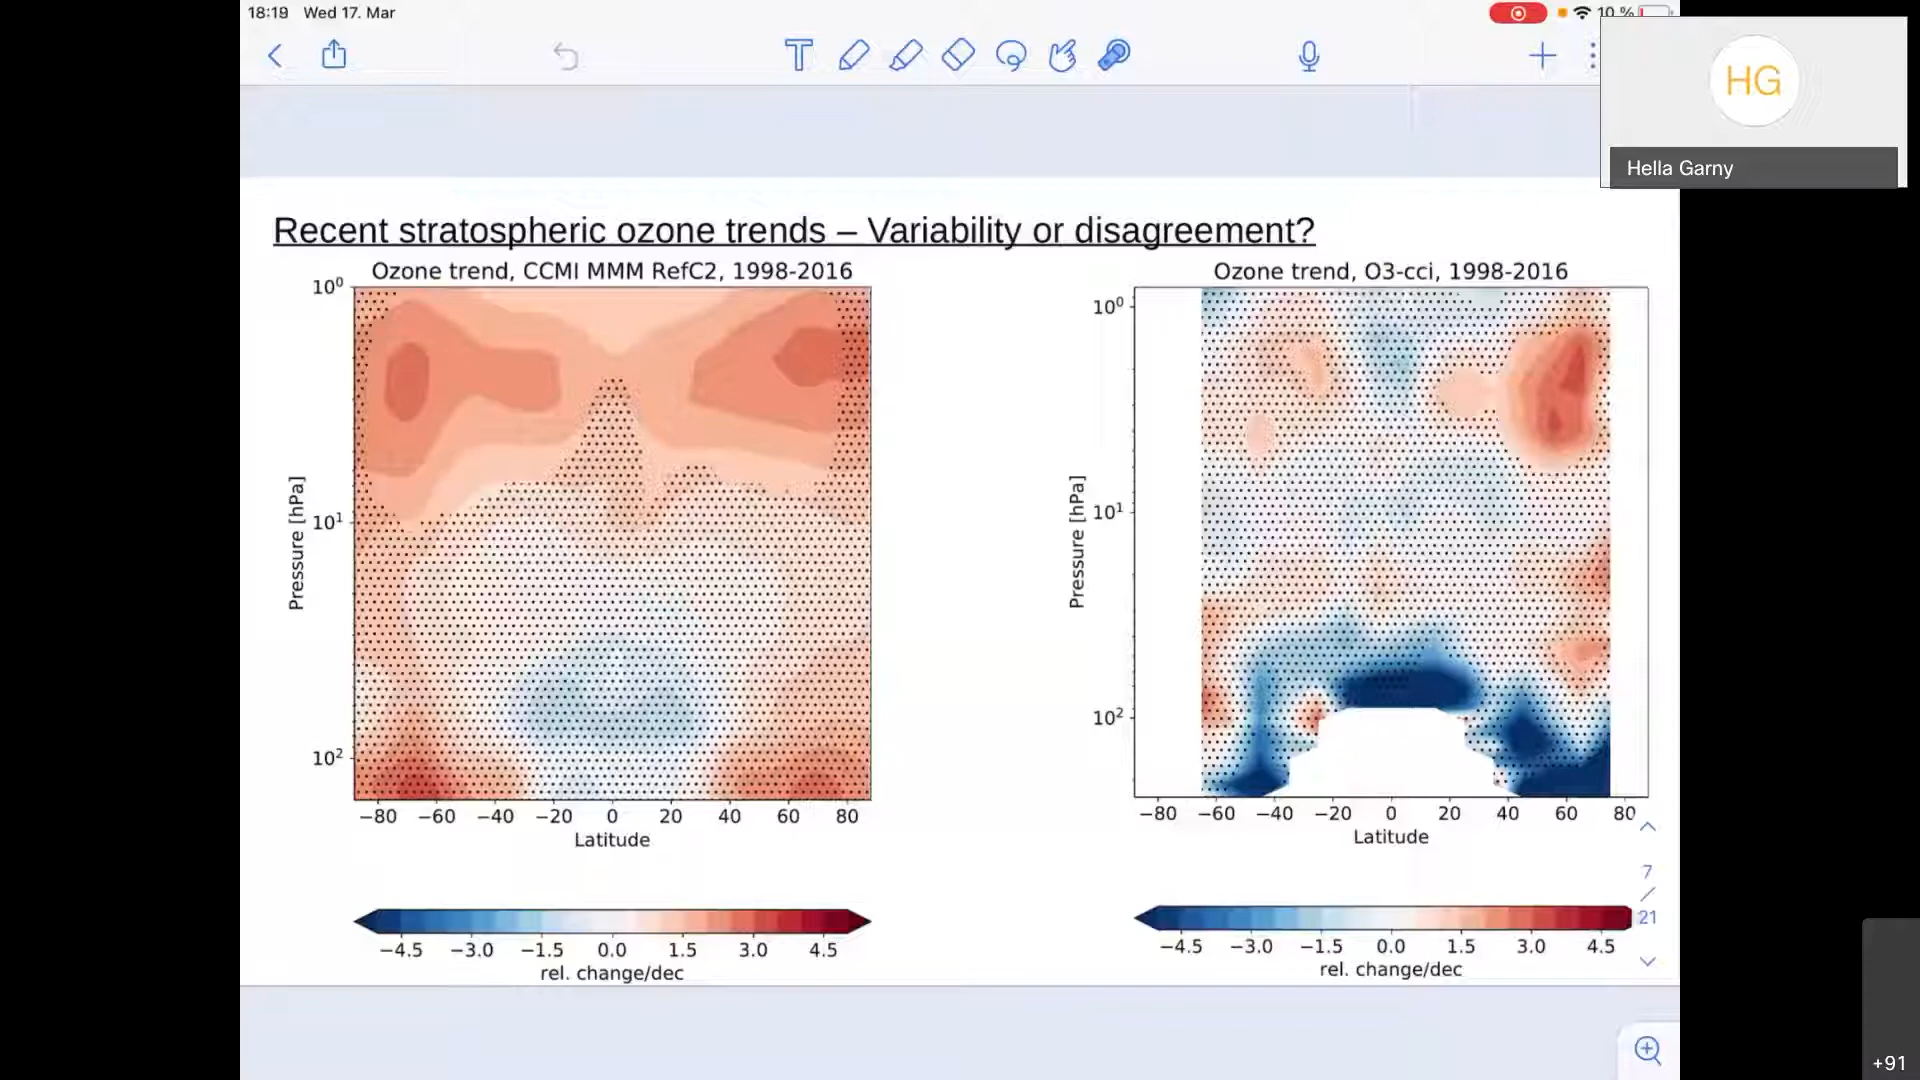 18:19 Wed 17. Mar
10 %
HG
Hella Garny
Recent stratospheric ozone trends – Variability or disagreement?
Ozone trend, CCMI MMM RefC2, 1998-2016
10⁰
10¹
10²
Pressure [hPa]
−80 −60 −40 −20 0 20 40 60 80
Latitude
−4.5 −3.0 −1.5 0.0 1.5 3.0 4.5
rel. change/dec
Ozone trend, O3-cci, 1998-2016
10⁰
10¹
10²
Pressure [hPa]
−80 −60 −40 −20 0 20 40 60 80
Latitude
−4.5 −3.0 −1.5 0.0 1.5 3.0 4.5
rel. change/dec
7
/
21
+91